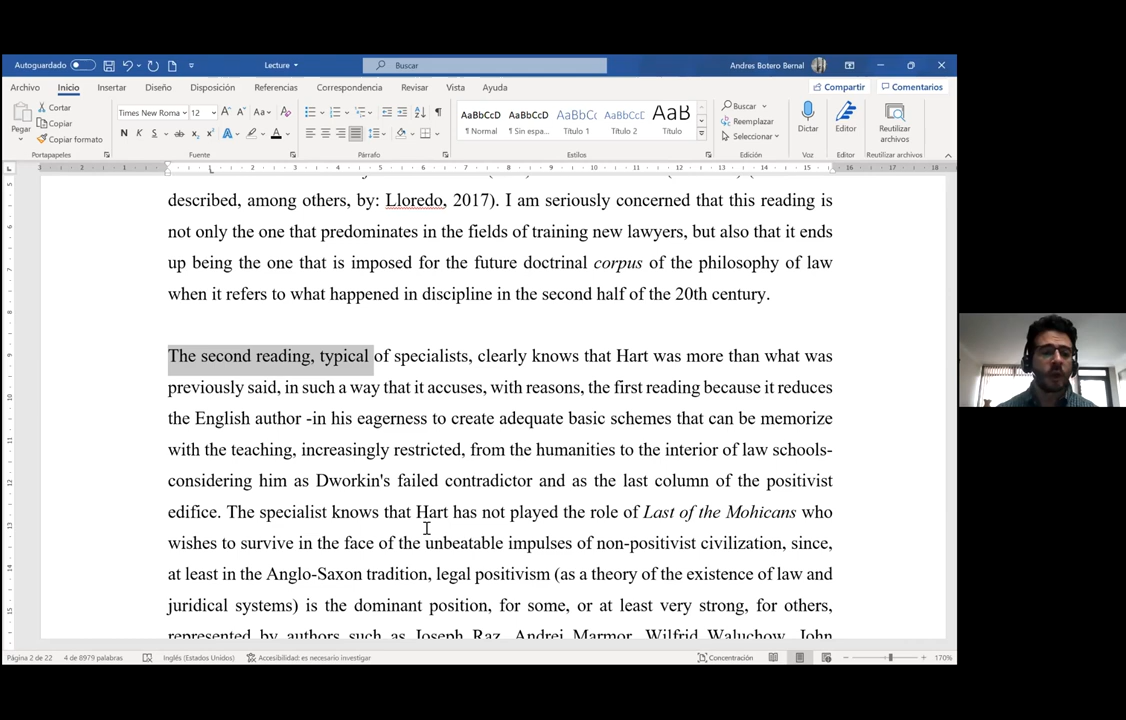 Autoguardado
Lecture
Buscar
Andres Botero Bernal
Archivo Inicio Insertar Diseño Disposición Referencias Correspondencia Revisar Vista Ayuda
Compartir Comentarios
Pegar
Cortar
Copiar
Copiar formato
Portapapeles
Times New Roma 12
N K S
Fuente
Párrafo
AaBbCcD AaBbCcD AaBbCc AaBbCcD AaB
¶ Normal ¶ Sin espa... Título 1 Título 2 Título
Estilos
Buscar
Reemplazar
Seleccionar
Edición
Dictar
Voz
Editor
Editor
Reutilizar
archivos
Reutilizar archivos
described, among others, by: Lloredo, 2017). I am seriously concerned that this reading is
not only the one that predominates in the fields of training new lawyers, but also that it ends
up being the one that is imposed for the future doctrinal corpus of the philosophy of law
when it refers to what happened in discipline in the second half of the 20th century.
The second reading, typical of specialists, clearly knows that Hart was more than what was
previously said, in such a way that it accuses, with reasons, the first reading because it reduces
the English author -in his eagerness to create adequate basic schemes that can be memorize
with the teaching, increasingly restricted, from the humanities to the interior of law schools-
considering him as Dworkin's failed contradictor and as the last column of the positivist
edifice. The specialist knows that Hart has not played the role of Last of the Mohicans who
wishes to survive in the face of the unbeatable impulses of non-positivist civilization, since,
at least in the Anglo-Saxon tradition, legal positivism (as a theory of the existence of law and
juridical systems) is the dominant position, for some, or at least very strong, for others,
represented by authors such as Joseph Raz, Andrei Marmor, Wilfrid Waluchow, John
Página 2 de 22 4 de 8979 palabras Inglés (Estados Unidos) Accesibilidad: es necesario investigar
Concentración
170%